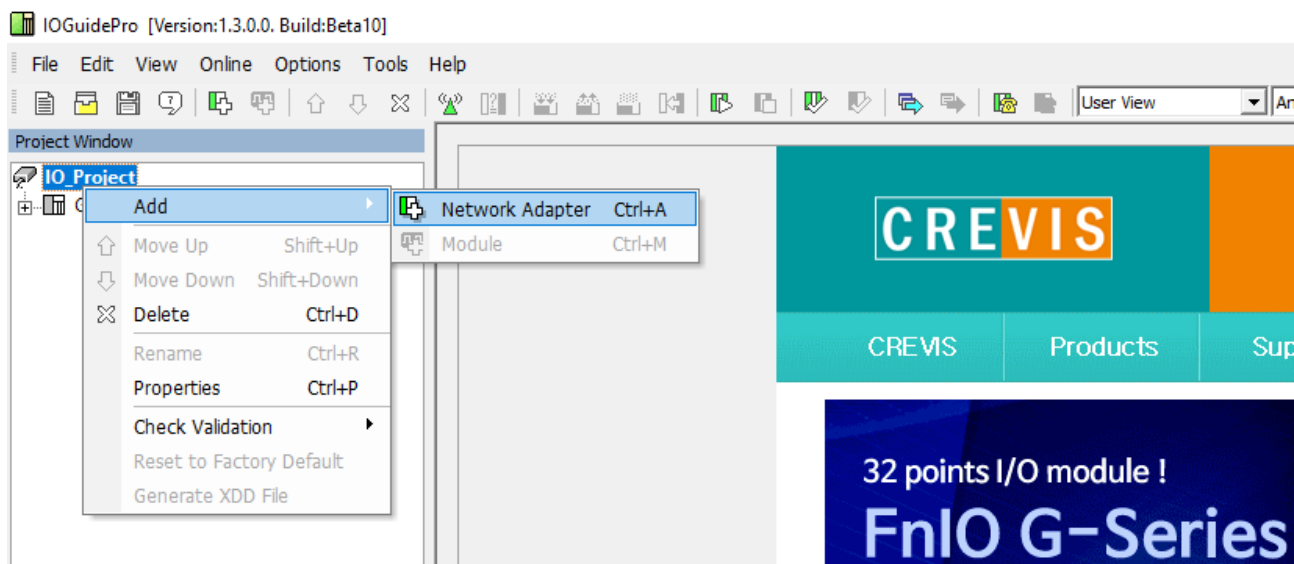 IOGuidePro [Version:1.3.0.0. Build:Beta10]
File Edit View Online Options Tools Help
User View
Project Window
IO_Project
Add
Network Adapter Ctrl+A
Move Up Shift+Up
Module Ctrl+M
Move Down Shift+Down
Delete Ctrl+D
Rename Ctrl+R
Properties Ctrl+P
Check Validation
Reset to Factory Default
Generate XDD File
CREVIS
CREVIS Products
32 points I/O module !
FnIO G-Series